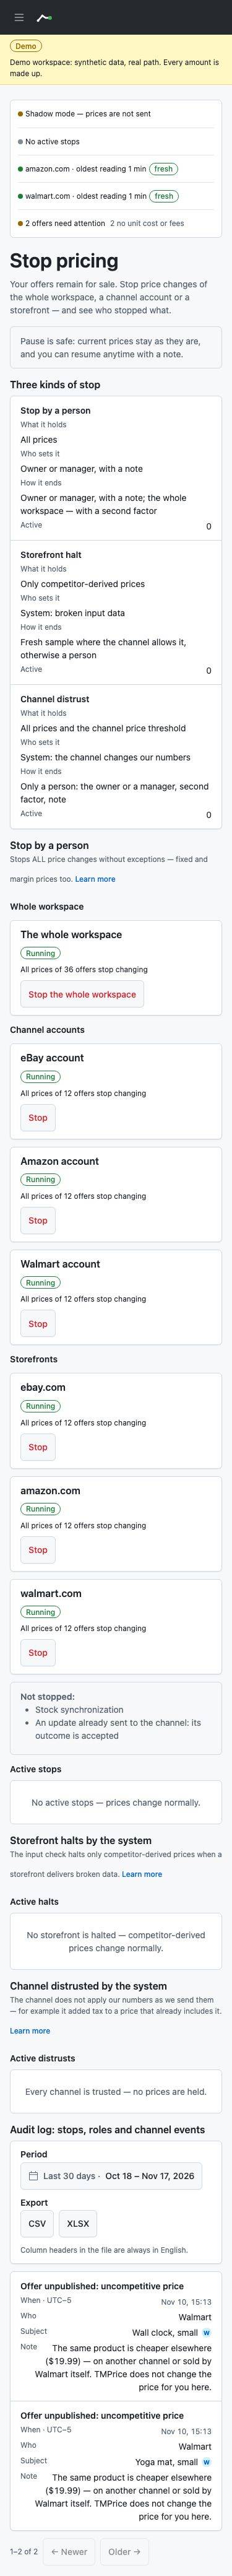 Demo
Demo workspace: synthetic data, real path. Every amount is
made up.
Shadow mode — prices are not sent
No active stops
amazon.com · oldest reading 1 min fresh
walmart.com · oldest reading 1 min fresh
2 offers need attention 2 no unit cost or fees
Stop pricing
Your offers remain for sale. Stop price changes of
the whole workspace, a channel account or a
storefront — and see who stopped what.
Pause is safe: current prices stay as they are,
and you can resume anytime with a note.
Three kinds of stop
Stop by a person
What it holds
All prices
Who sets it
Owner or manager, with a note
How it ends
Owner or manager, with a note; the whole
workspace — with a second factor
Active 0
Storefront halt
What it holds
Only competitor-derived prices
Who sets it
System: broken input data
How it ends
Fresh sample where the channel allows it,
otherwise a person
Active 0
Channel distrust
What it holds
All prices and the channel price threshold
Who sets it
System: the channel changes our numbers
How it ends
Only a person: the owner or a manager, second
factor, note
Active 0
Stop by a person
Stops ALL price changes without exceptions — fixed and
margin prices too. Learn more
Whole workspace
The whole workspace
Running
All prices of 36 offers stop changing
Stop the whole workspace
Channel accounts
eBay account
Running
All prices of 12 offers stop changing
Stop
Amazon account
Running
All prices of 12 offers stop changing
Stop
Walmart account
Running
All prices of 12 offers stop changing
Stop
Storefronts
ebay.com
Running
All prices of 12 offers stop changing
Stop
amazon.com
Running
All prices of 12 offers stop changing
Stop
walmart.com
Running
All prices of 12 offers stop changing
Stop
Not stopped:
• Stock synchronization
• An update already sent to the channel: its
outcome is accepted
Active stops
No active stops — prices change normally.
Storefront halts by the system
The input check halts only competitor-derived prices when a
storefront delivers broken data. Learn more
Active halts
No storefront is halted — competitor-derived
prices change normally.
Channel distrusted by the system
The channel does not apply our numbers as we send them
— for example it added tax to a price that already includes it.
Learn more
Active distrusts
Every channel is trusted — no prices are held.
Audit log: stops, roles and channel events
Period
Last 30 days · Oct 18 – Nov 17, 2026
Export
CSV XLSX
Column headers in the file are always in English.
Offer unpublished: uncompetitive price
When · UTC−5 Nov 10, 15:13
Who Walmart
Subject Wall clock, small W
Note The same product is cheaper elsewhere
($19.99) — on another channel or sold by
Walmart itself. TMPrice does not change the
price for you here.
Offer unpublished: uncompetitive price
When · UTC−5 Nov 10, 15:13
Who Walmart
Subject Yoga mat, small W
Note The same product is cheaper elsewhere
($19.99) — on another channel or sold by
Walmart itself. TMPrice does not change the
price for you here.
1–2 of 2 ← Newer Older →